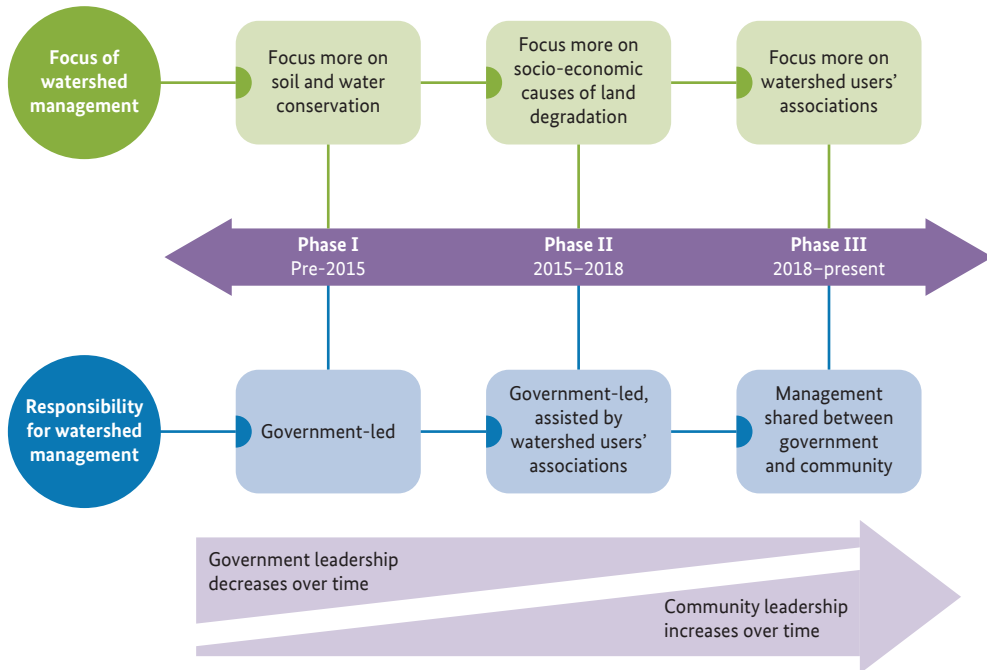 Focus of
watershed
management
Focus more on
soil and water
conservation
Focus more on
socio-economic
causes of land
degradation
Focus more on
watershed users’
associations
Phase I
Pre-2015
Phase II
2015–2018
Phase III
2018–present
Responsibility
for watershed
management
Government-led
Government-led,
assisted by
watershed users’
associations
Management
shared between
government
and community
Government leadership
decreases over time
Community leadership
increases over time